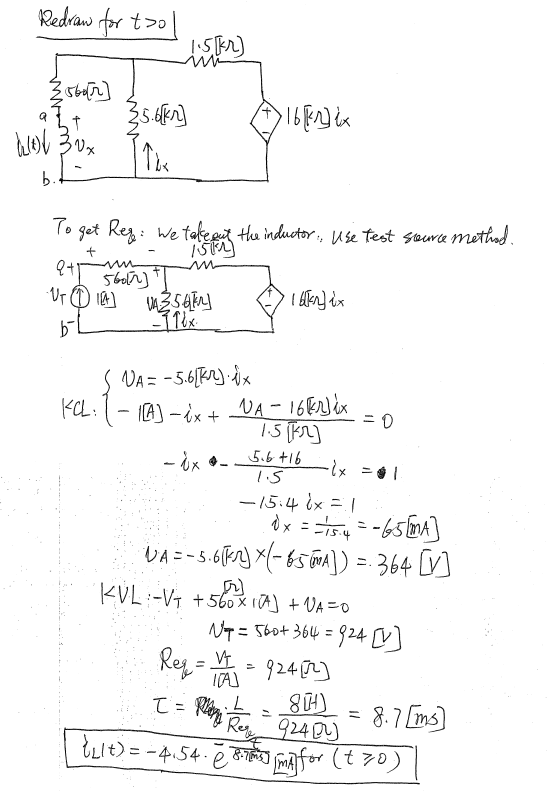 Redraw for t>0
1.5[kΩ]
560[Ω]
a +
5.6[kΩ]
+ 16[kΩ] ix
iL(t)↓ vx
-
-
↑ix
b
To get Req: We take out the inductor, Use test source method.
+ - 1.5[kΩ]
a+
560[Ω] +
vT ↑ 1[A] vA 5.6[kΩ] 16[kΩ] ix
b- - ↑ix -
vA = -5.6[kΩ]·ix
KCL: -1[A] - ix + (vA - 16[kΩ]ix) / 1.5[kΩ] = 0
-ix - (5.6+16) / 1.5 ix = 1
-15.4 ix = 1
ix = 1 / -15.4 = -65[mA]
vA = -5.6[kΩ] × (-65[mA]) = 364 [V]
KVL: -VT + 560[Ω] × 1[A] + vA = 0
vT = 560 + 364 = 924 [V]
Req = VT / 1[A] = 924[Ω]
τ = L / Req = 8[H] / 924[Ω] = 8.7[ms]
iL(t) = -4.54·e^(-t / 8.7[ms]) [mA] for (t ≥ 0)